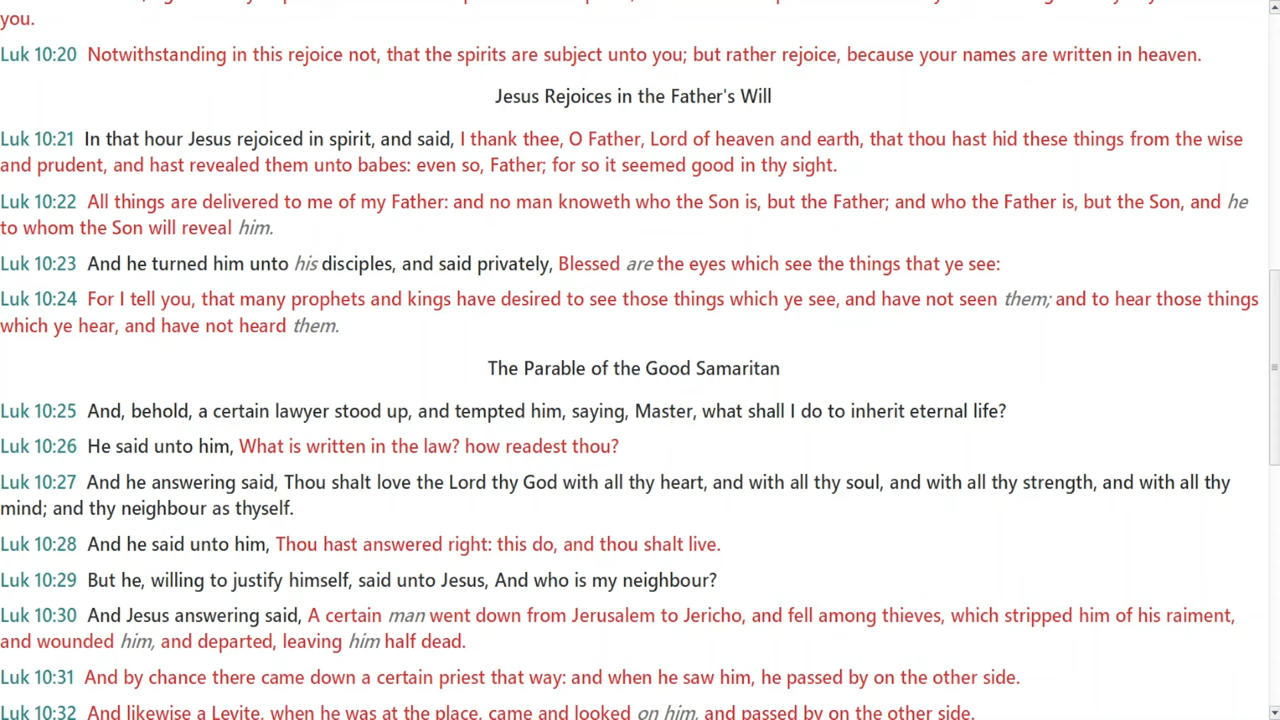 you.
Luk 10:20 Notwithstanding in this rejoice not, that the spirits are subject unto you; but rather rejoice, because your names are written in heaven.
Jesus Rejoices in the Father's Will
Luk 10:21 In that hour Jesus rejoiced in spirit, and said, I thank thee, O Father, Lord of heaven and earth, that thou hast hid these things from the wise
and prudent, and hast revealed them unto babes: even so, Father; for so it seemed good in thy sight.
Luk 10:22 All things are delivered to me of my Father: and no man knoweth who the Son is, but the Father; and who the Father is, but the Son, and he
to whom the Son will reveal him.
Luk 10:23 And he turned him unto his disciples, and said privately, Blessed are the eyes which see the things that ye see:
Luk 10:24 For I tell you, that many prophets and kings have desired to see those things which ye see, and have not seen them; and to hear those things
which ye hear, and have not heard them.
The Parable of the Good Samaritan
Luk 10:25 And, behold, a certain lawyer stood up, and tempted him, saying, Master, what shall I do to inherit eternal life?
Luk 10:26 He said unto him, What is written in the law? how readest thou?
Luk 10:27 And he answering said, Thou shalt love the Lord thy God with all thy heart, and with all thy soul, and with all thy strength, and with all thy
mind; and thy neighbour as thyself.
Luk 10:28 And he said unto him, Thou hast answered right: this do, and thou shalt live.
Luk 10:29 But he, willing to justify himself, said unto Jesus, And who is my neighbour?
Luk 10:30 And Jesus answering said, A certain man went down from Jerusalem to Jericho, and fell among thieves, which stripped him of his raiment,
and wounded him, and departed, leaving him half dead.
Luk 10:31 And by chance there came down a certain priest that way: and when he saw him, he passed by on the other side.
Luk 10:32 And likewise a Levite, when he was at the place, came and looked on him, and passed by on the other side.